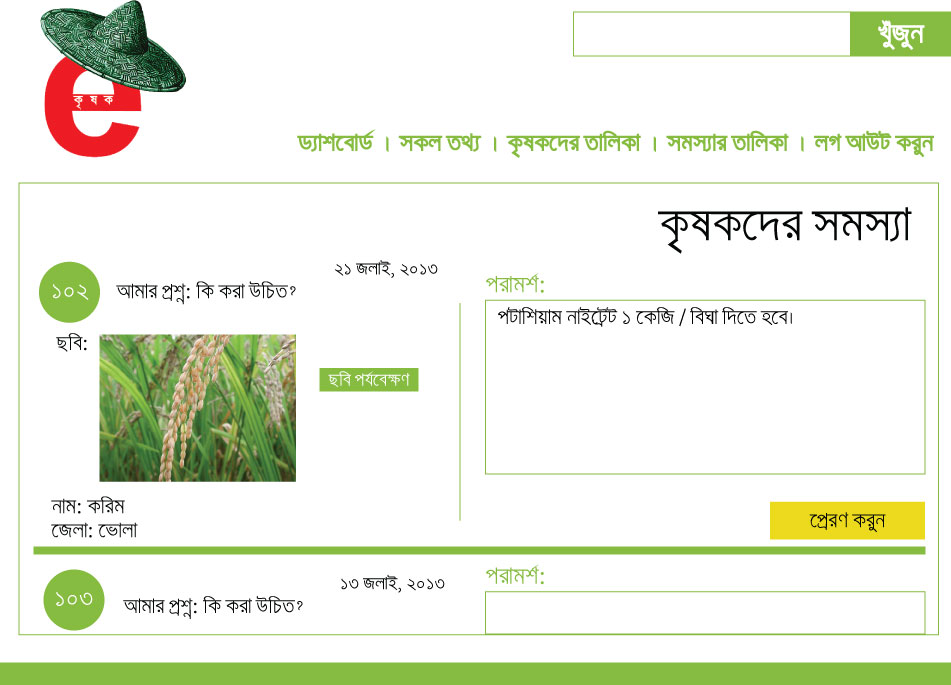 খুঁজুন
e
কৃষক
ড্যাশবোর্ড । সকল তথ্য । কৃষকদের তালিকা । সমস্যার তালিকা । লগ আউট করুন
কৃষকদের সমস্যা
১০২
আমার প্রশ্ন: কি করা উচিত?
২১ জলাই, ২০১৩
ছবি:
ছবি পর্যবেক্ষণ
নাম: করিম
জেলা: ভোলা
পরামর্শ:
পটাশিয়াম নাইট্রেট ১ কেজি / বিঘা দিতে হবে।
প্রেরণ করুন
১০৩
আমার প্রশ্ন: কি করা উচিত?
১৩ জলাই, ২০১৩
পরামর্শ: